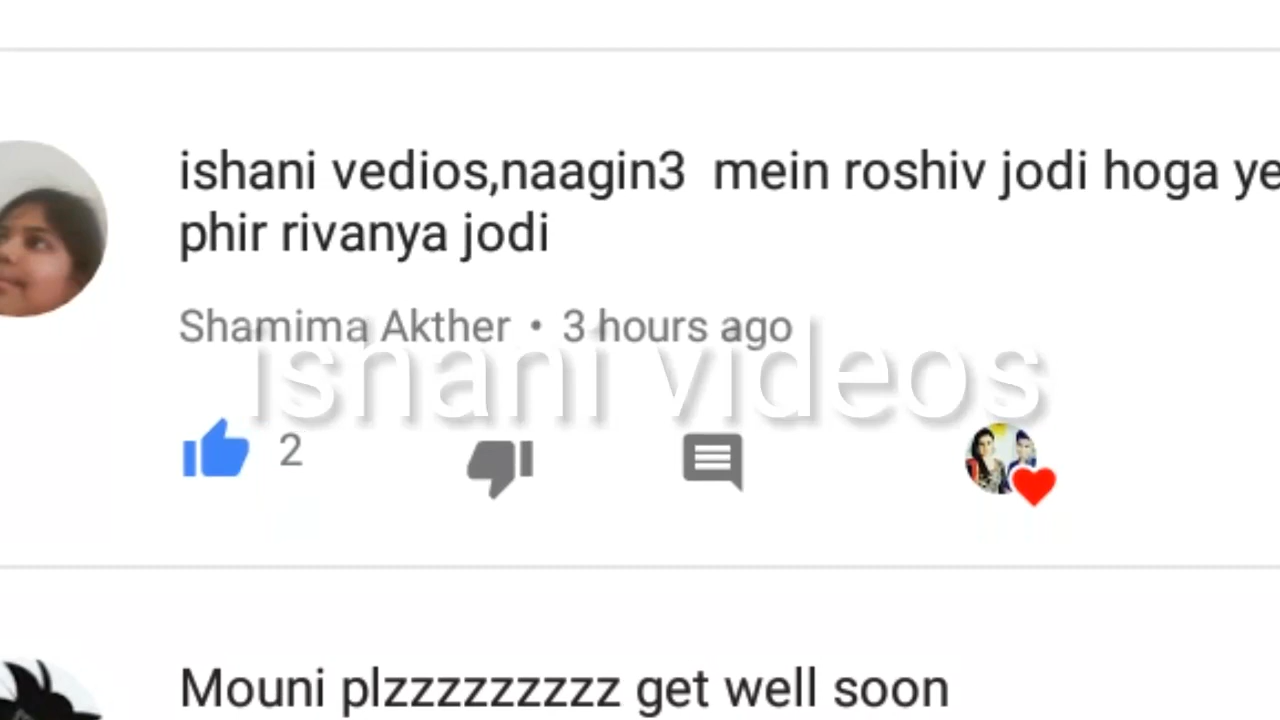 ishani vedios,naagin3 mein roshiv jodi hoga ye
phir rivanya jodi
Shamima Akther • 3 hours ago
ishani videos
2
Mouni plzzzzzzzzz get well soon